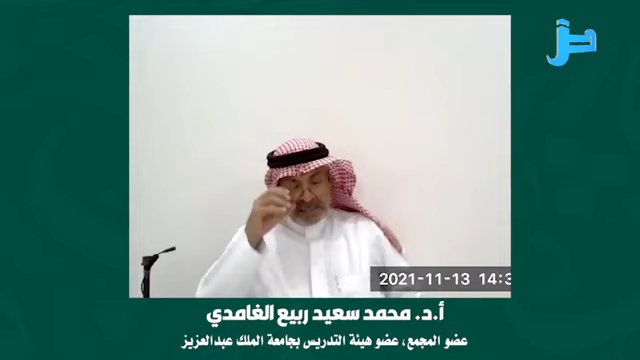 2021-11-13 14:3
أ.د. محمد سعيد ربيع الغامدي
عضو المجمع، عضو هيئة التدريس بجامعة الملك عبدالعزيز